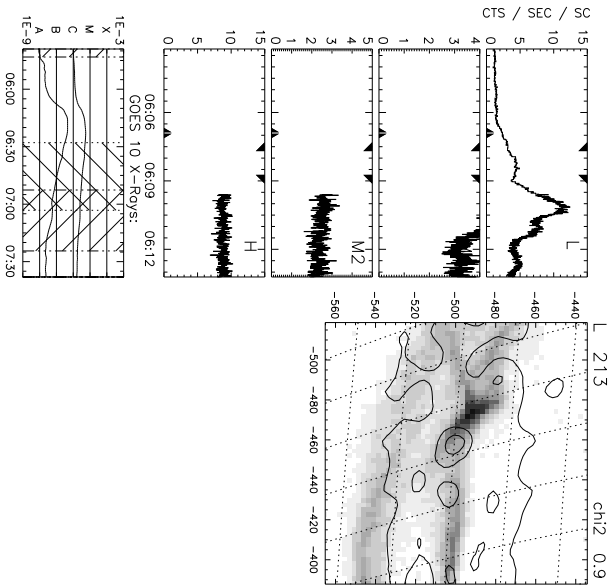 CTS / SEC / SC
0 5 10 15
L
0 1 2 3 4
0 1 2 3 4 5
M2
0 5 10 15
H
06:06 06:09 06:12
GOES 10 X-Rays:
1E-9 A B C M X 1E-3
06:00 06:30 07:00 07:30
L 213 chi2 0.9
-560 -540 -520 -500 -480 -460 -440
-500 -480 -460 -440 -420 -400